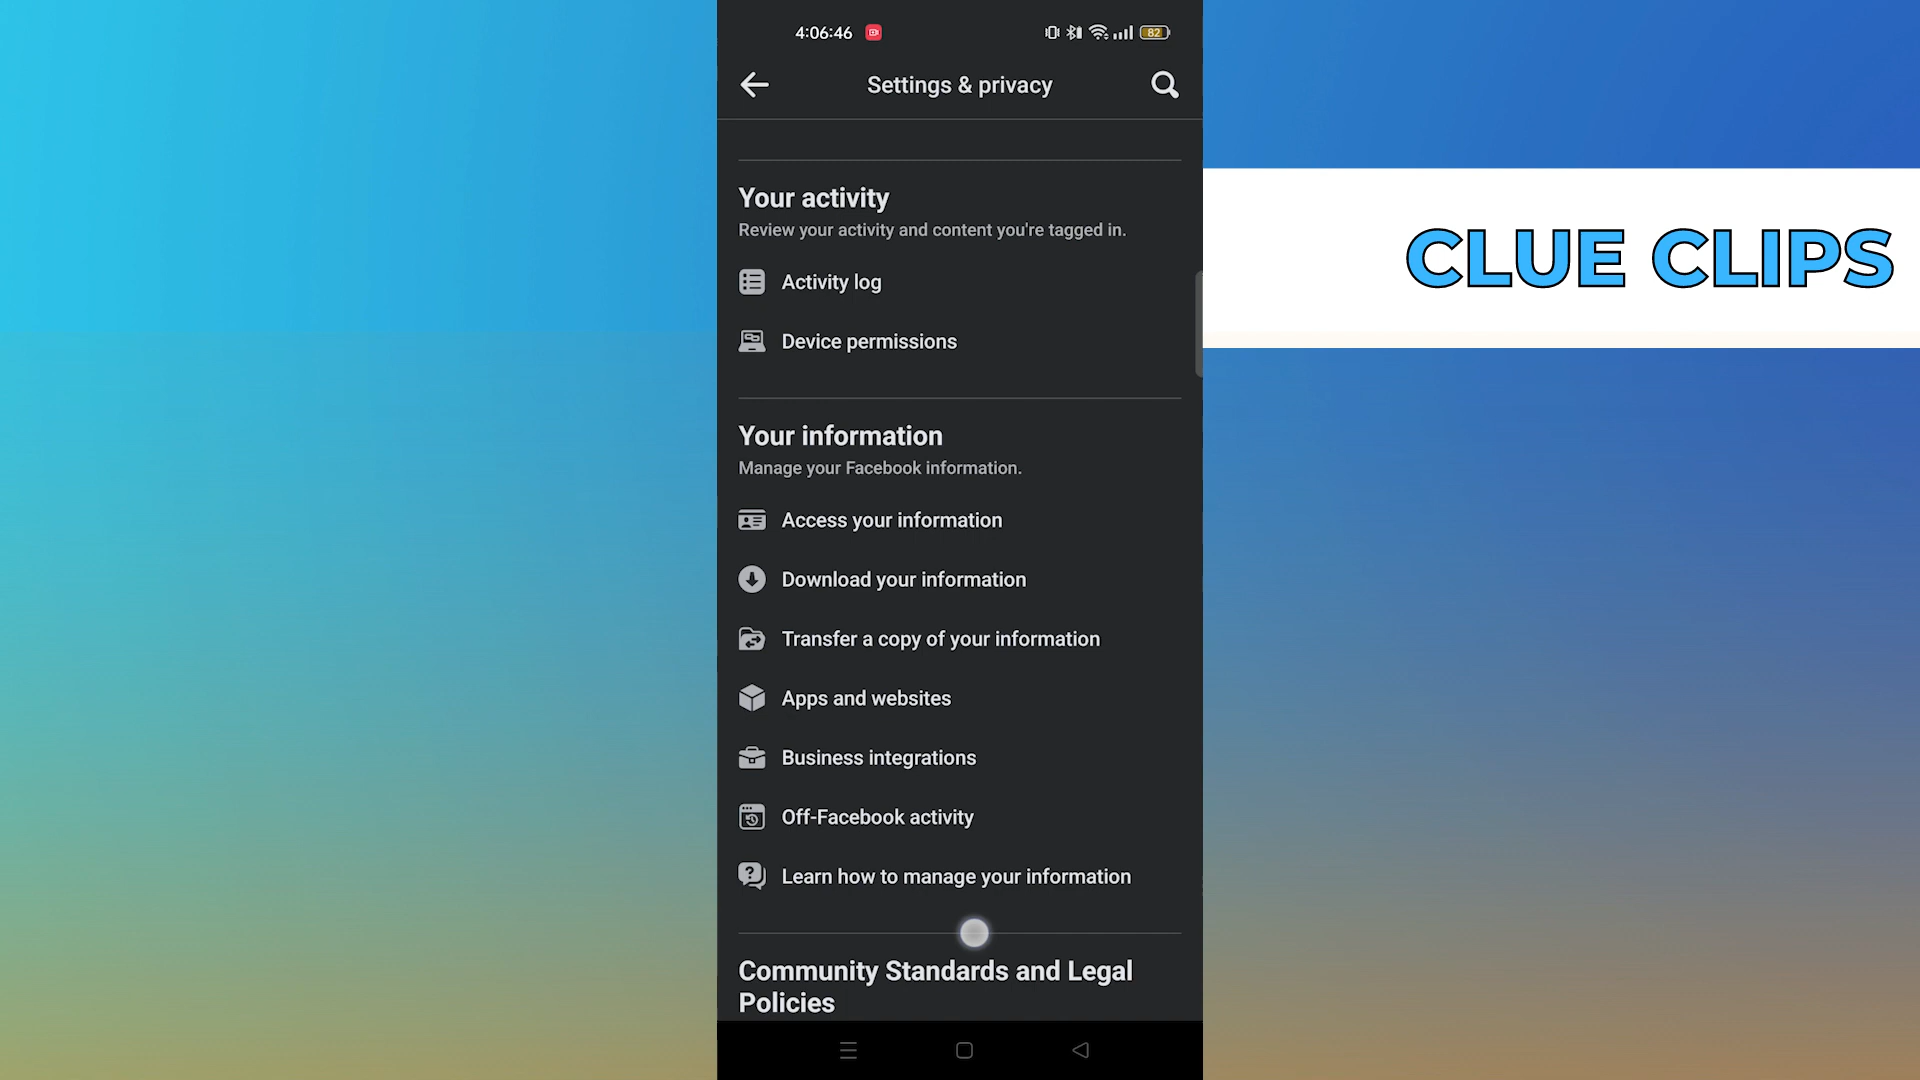 4:06:46
82
Settings & privacy
CLUE CLIPS
Your activity
Review your activity and content you're tagged in.
Activity log
Device permissions
Your information
Manage your Facebook information.
Access your information
Download your information
Transfer a copy of your information
Apps and websites
Business integrations
Off-Facebook activity
Learn how to manage your information
Community Standards and Legal
Policies